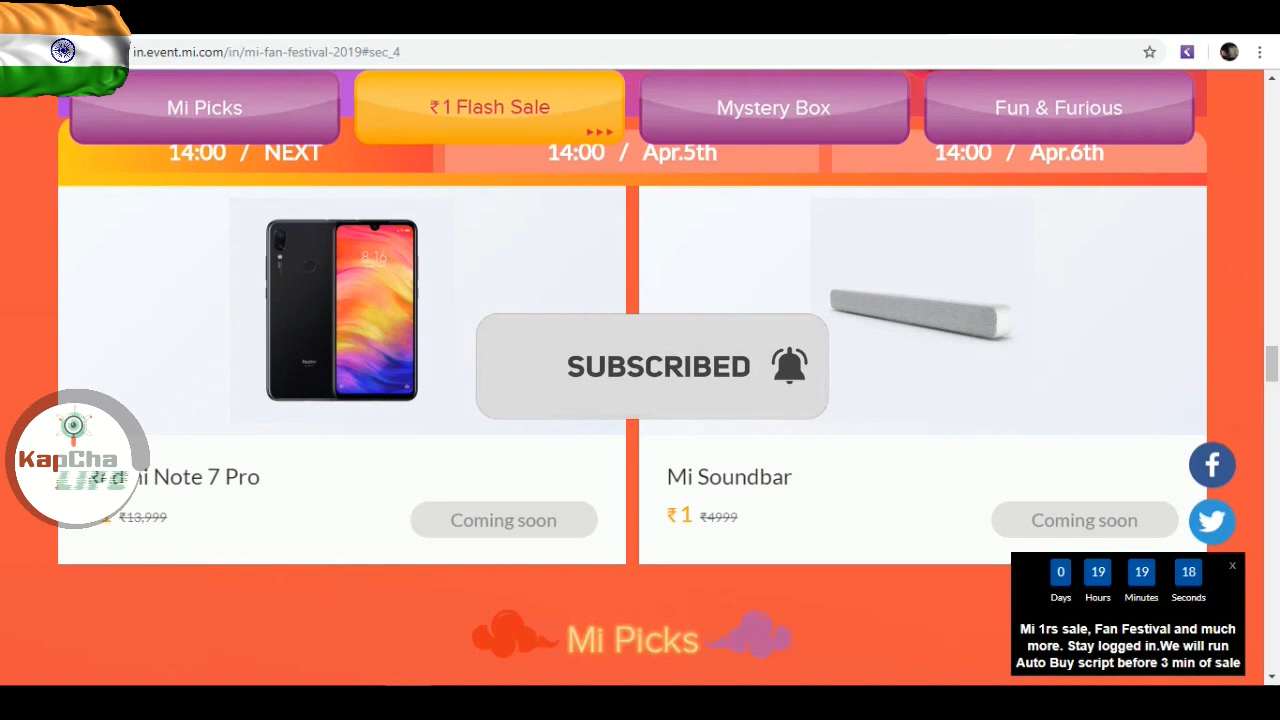 in.event.mi.com/in/mi-fan-festival-2019#sec_4
Mi Picks
₹1 Flash Sale
Mystery Box
Fun & Furious
14:00 / NEXT
14:00 / Apr.5th
14:00 / Apr.6th
8:16
Redmi
SUBSCRIBED
KapCha
LIFE
Note 7 Pro
₹13,999
Coming soon
Mi Soundbar
₹1 ₹4999
Coming soon
0 19 19 18
Days Hours Minutes Seconds
x
Mi 1rs sale, Fan Festival and much
more. Stay logged in.We will run
Auto Buy script before 3 min of sale
Mi Picks